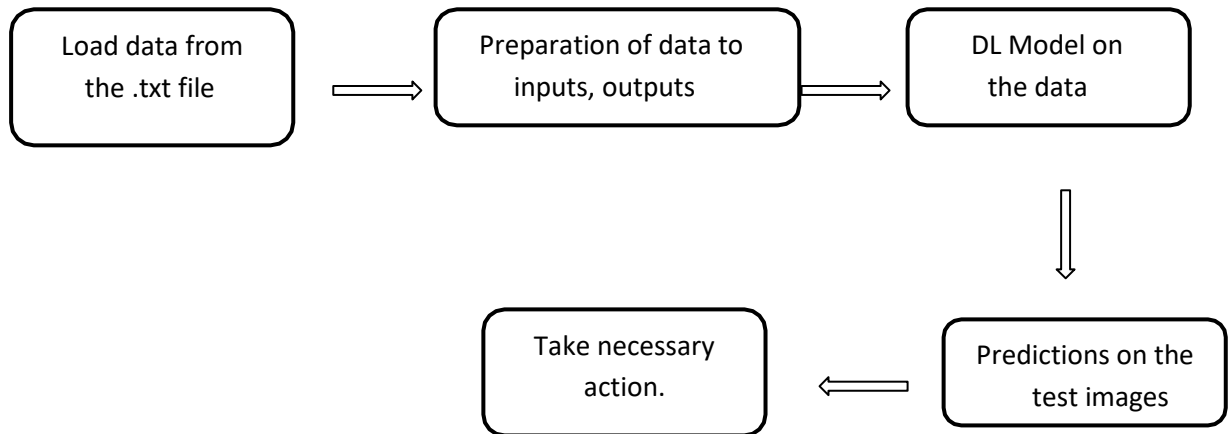 Load data from
the .txt file
Preparation of data to
inputs, outputs
DL Model on
the data
Predictions on the
test images
Take necessary
action.